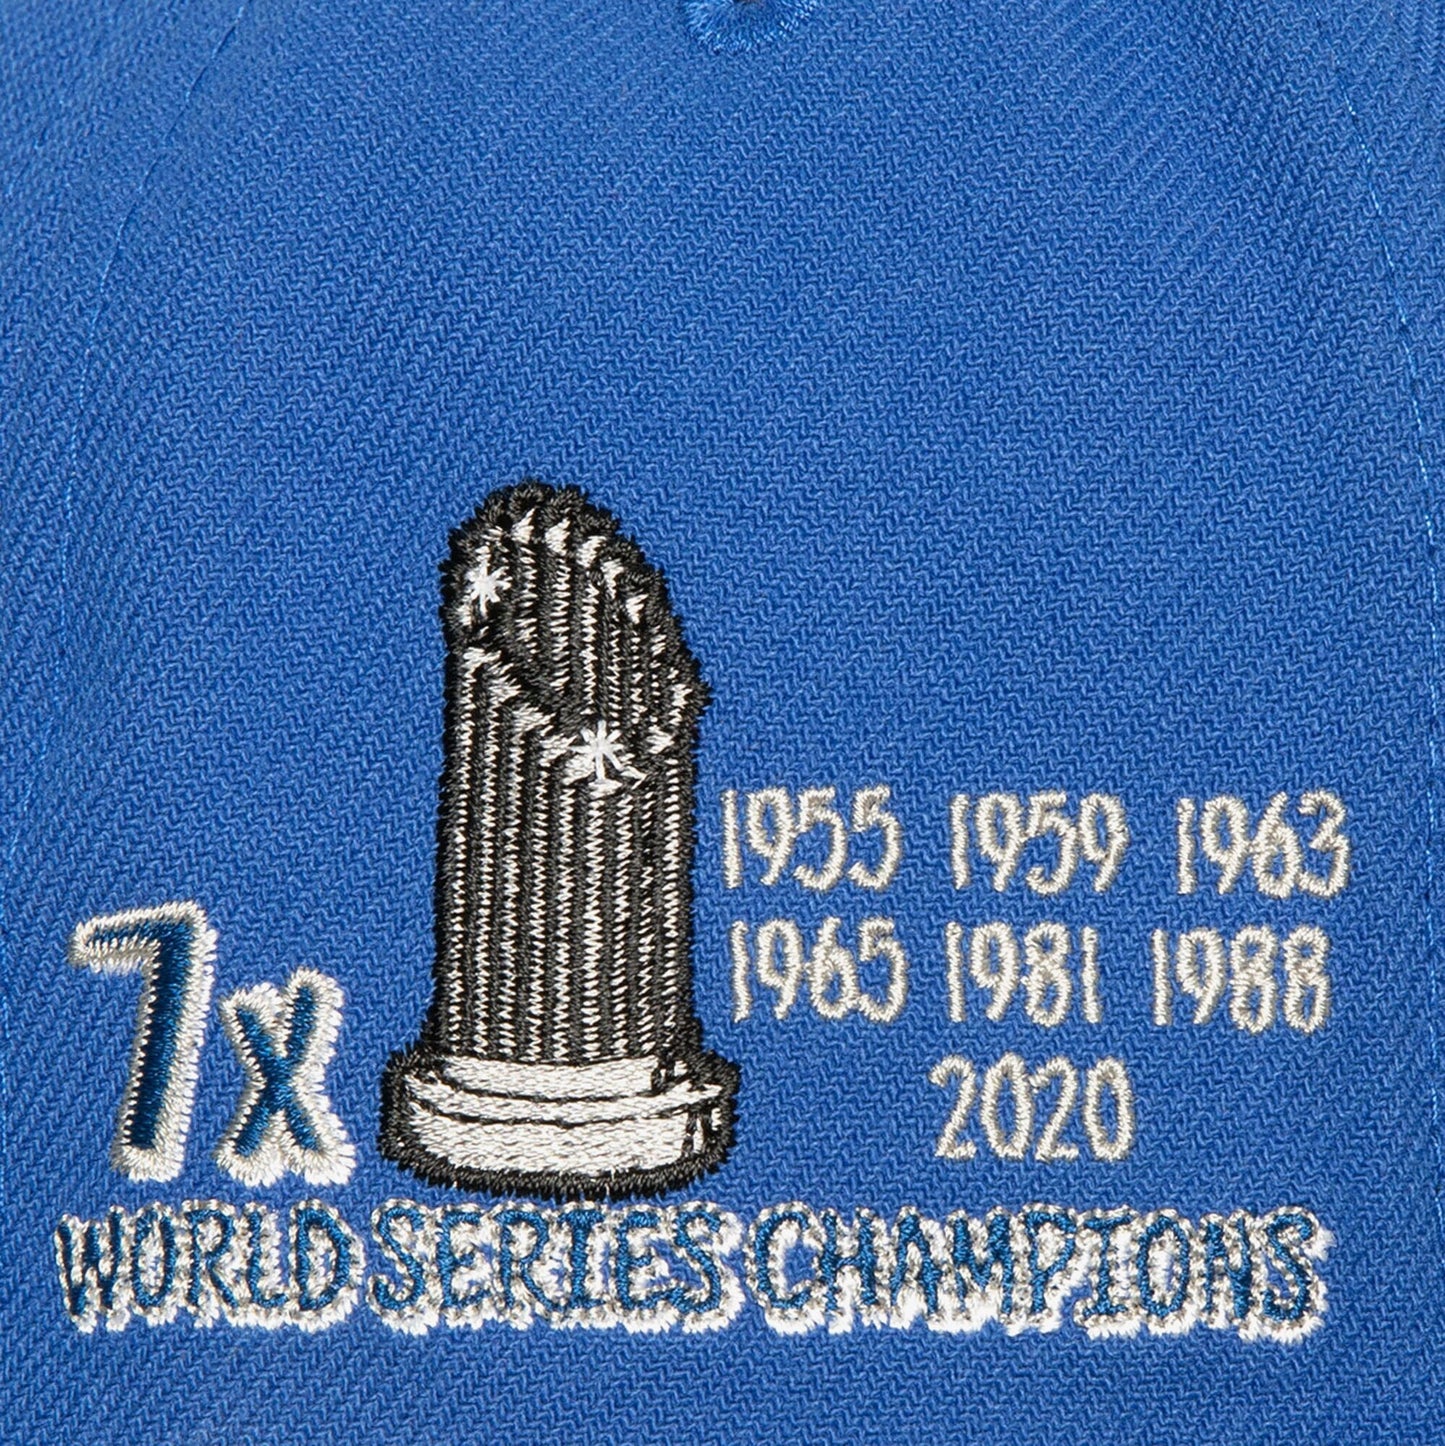 1955 1959 1963
1965 1981 1988
2020
7x
WORLD SERIES CHAMPIONS